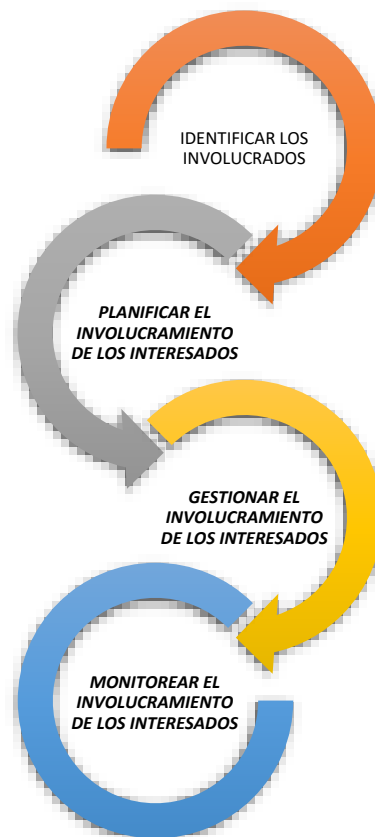 IDENTIFICAR LOS
INVOLUCRADOS
PLANIFICAR EL
INVOLUCRAMIENTO
DE LOS INTERESADOS
GESTIONAR EL
INVOLUCRAMIENTO
DE LOS INTERESADOS
MONITOREAR EL
INVOLUCRAMIENTO
DE LOS INTERESADOS